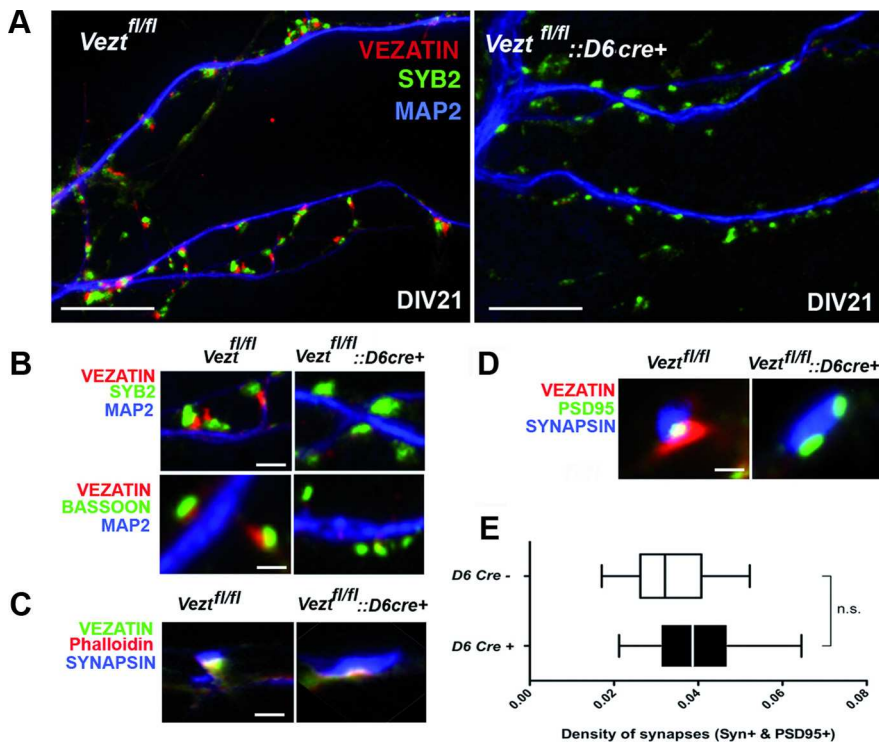 A
Vezt fl/fl
VEZATIN
SYB2
MAP2
DIV21
Vezt fl/fl ::D6 cre+
DIV21
B
Vezt fl/fl
Vezt fl/fl ::D6cre+
VEZATIN
SYB2
MAP2
VEZATIN
BASSOON
MAP2
C
Vezt fl/fl
Vezt fl/fl ::D6cre+
VEZATIN
Phalloidin
SYNAPSIN
D
Vezt fl/fl
Vezt fl/fl ::D6cre+
VEZATIN
PSD95
SYNAPSIN
E
D6 Cre -
D6 Cre +
n.s.
0.00 0.02 0.04 0.06 0.08
Density of synapses (Syn+ & PSD95+)